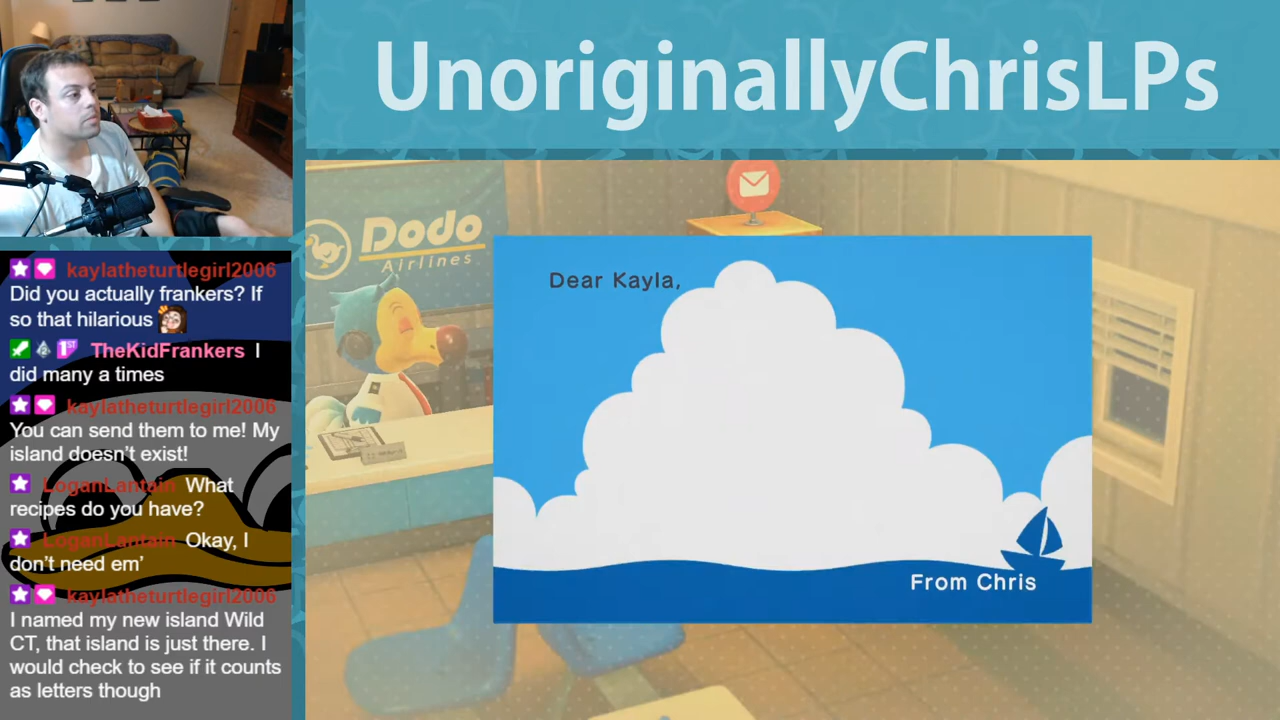 UnoriginallyChrisLPs
kaylatheturtlegirl2006
Did you actually frankers? If
so that hilarious
TheKidFrankers I
did many a times
kaylatheturtlegirl2006
You can send them to me! My
island doesn't exist!
LoganLantain What
recipes do you have?
LoganLantain Okay, I
don't need em'
kaylatheturtlegirl2006
I named my new island Wild
CT, that island is just there. I
would check to see if it counts
as letters though
Dodo
Airlines
Dear Kayla,
From Chris